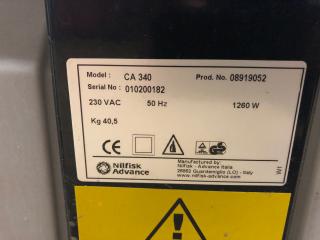 Model : CA 340 Prod. No. 08919052
Serial No : 010200182
230 VAC 50 Hz 1260 W
Kg 40,5
CE
Nilfisk
Advance
Manufactured by:
Nilfisk - Advance Italia
26862 Guardamiglio (LO) - Italy
nilfisk-advance.com